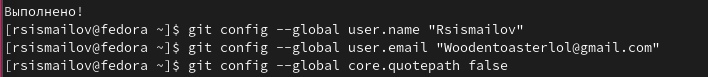 Выполнено!
[rsismailov@fedora ~]$ git config --global user.name "Rsismailov"
[rsismailov@fedora ~]$ git config --global user.email "Woodentoasterlol@gmail.com"
[rsismailov@fedora ~]$ git config --global core.quotepath false